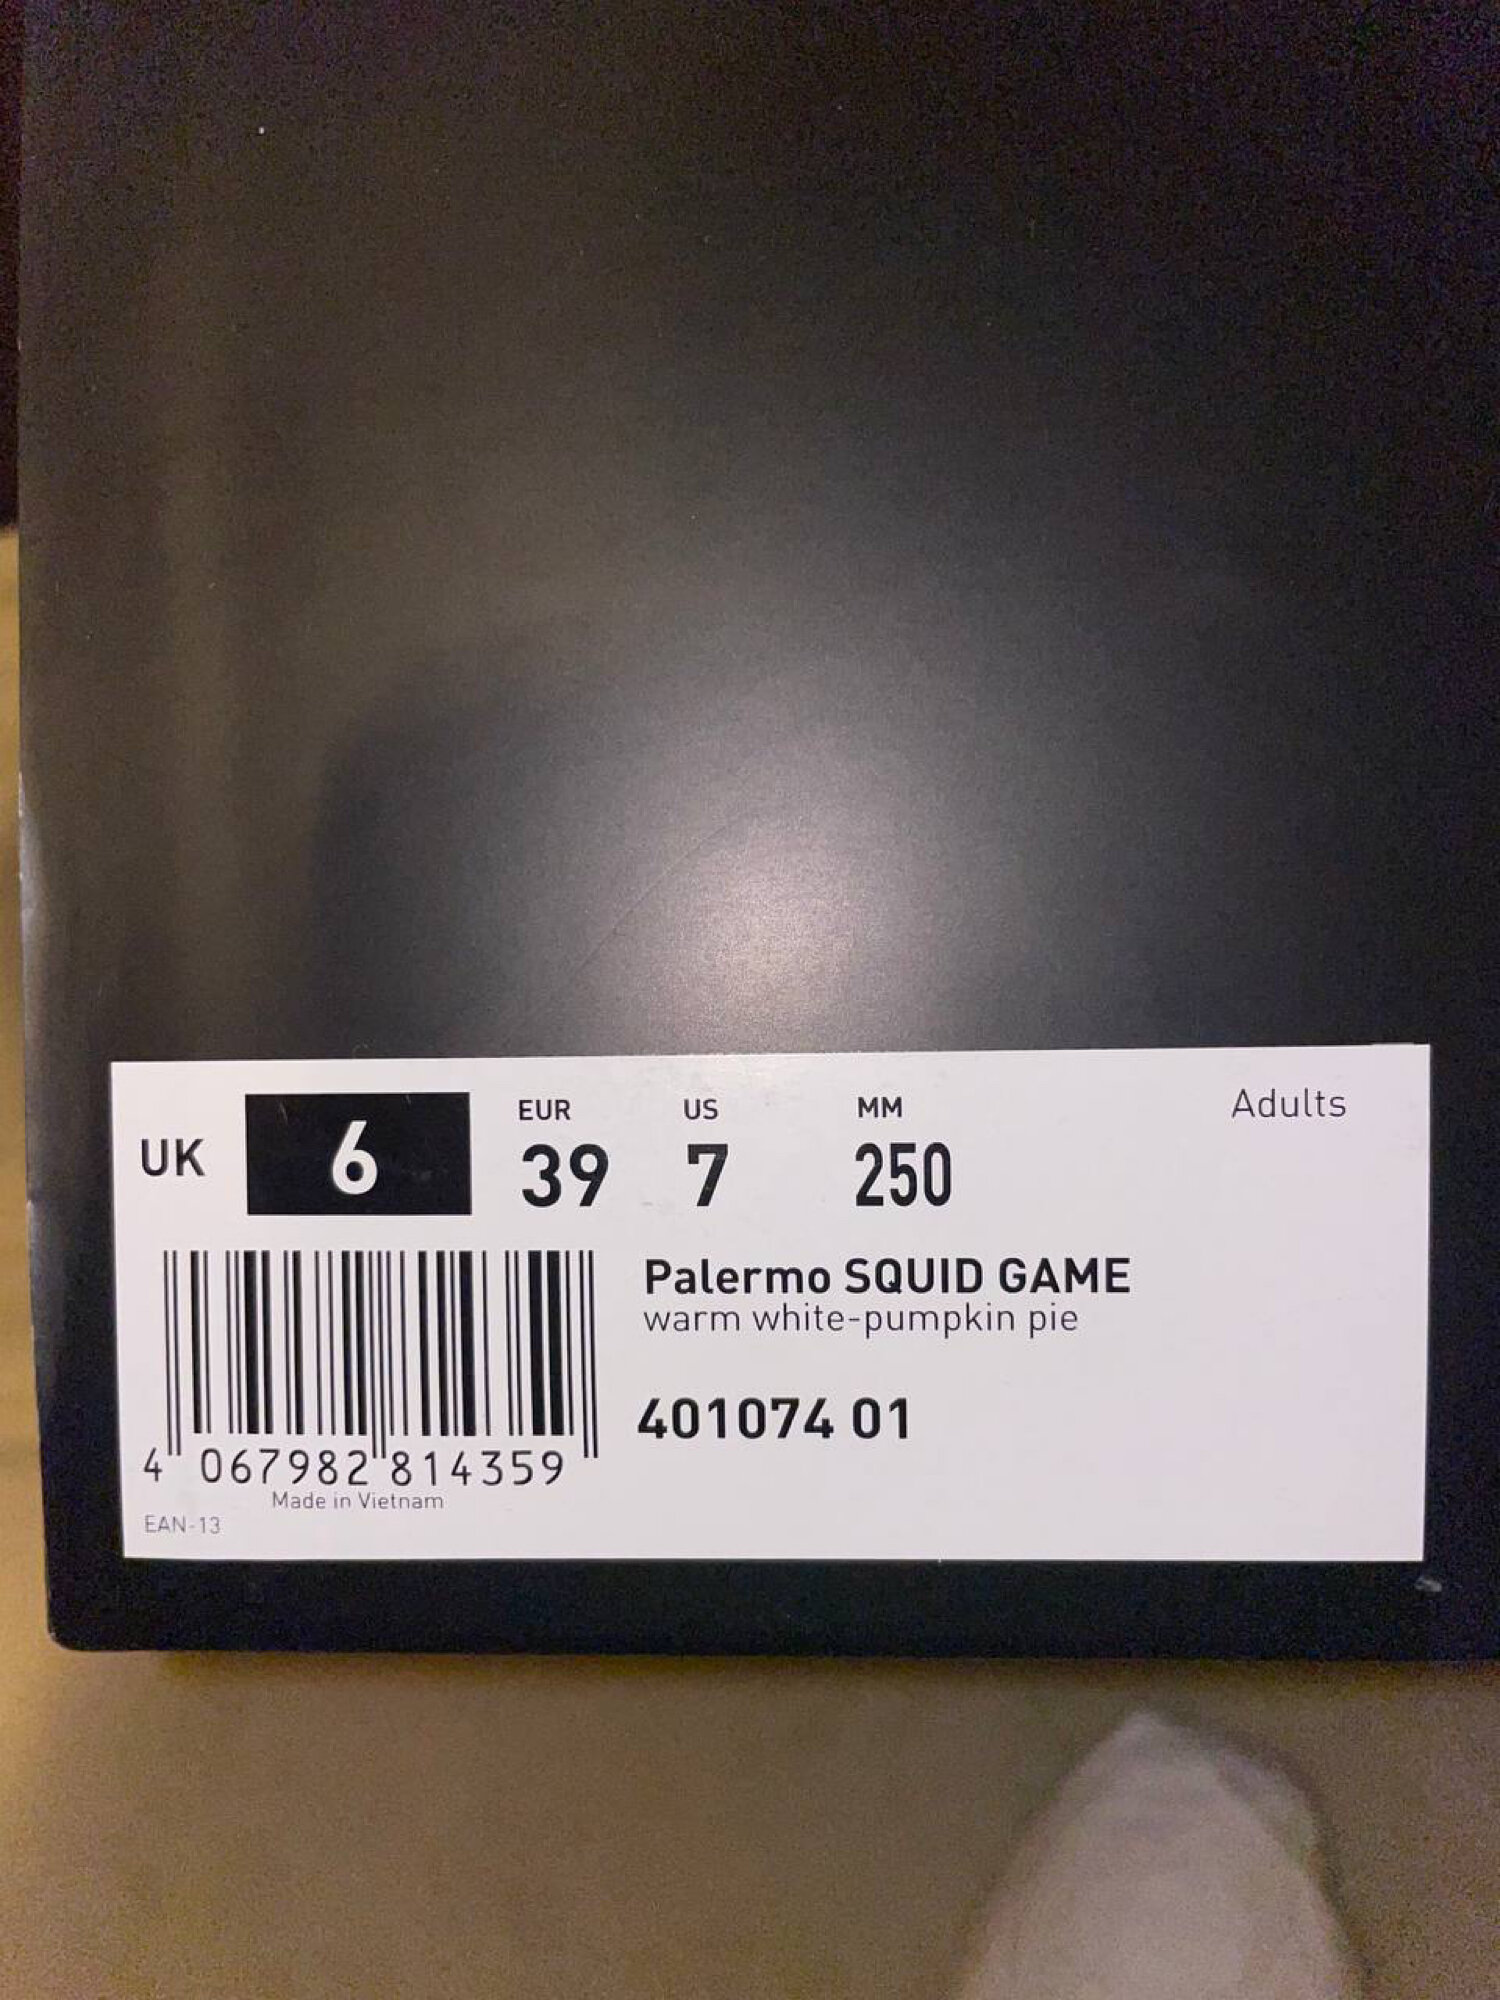 UK 6
EUR 39
US 7
MM 250
Adults
Palermo SQUID GAME
warm white-pumpkin pie
401074 01
4 067982 814359
Made in Vietnam
EAN-13